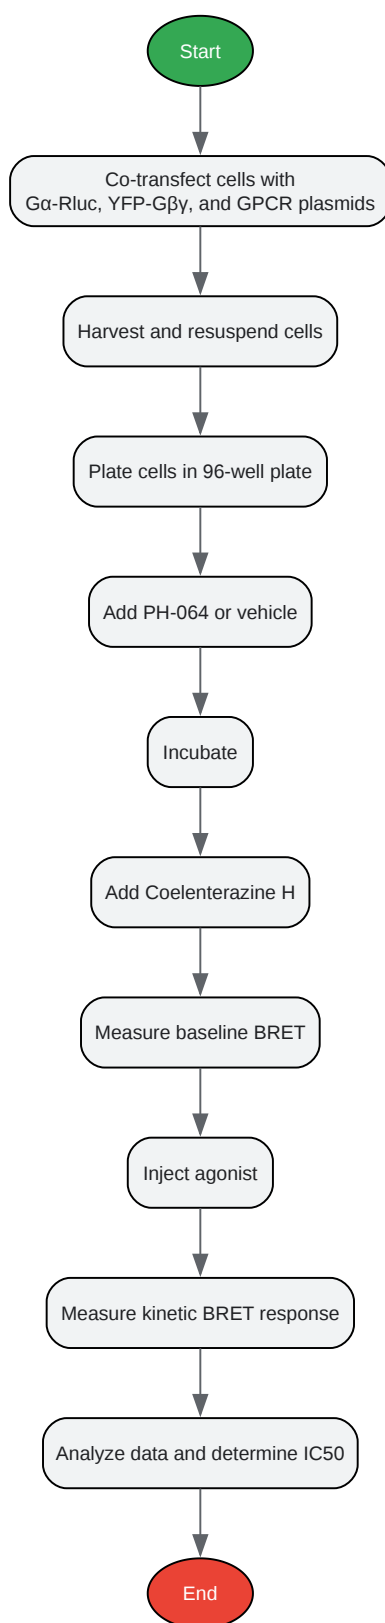 Start
Co-transfect cells with
Gα-Rluc, YFP-Gβγ, and GPCR plasmids
Harvest and resuspend cells
Plate cells in 96-well plate
Add PH-064 or vehicle
Incubate
Add Coelenterazine H
Measure baseline BRET
Inject agonist
Measure kinetic BRET response
Analyze data and determine IC50
End